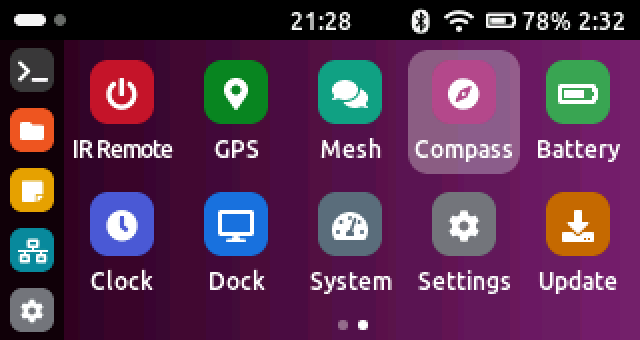 21:28 78% 2:32
IR Remote GPS Mesh Compass Battery
Clock Dock System Settings Update